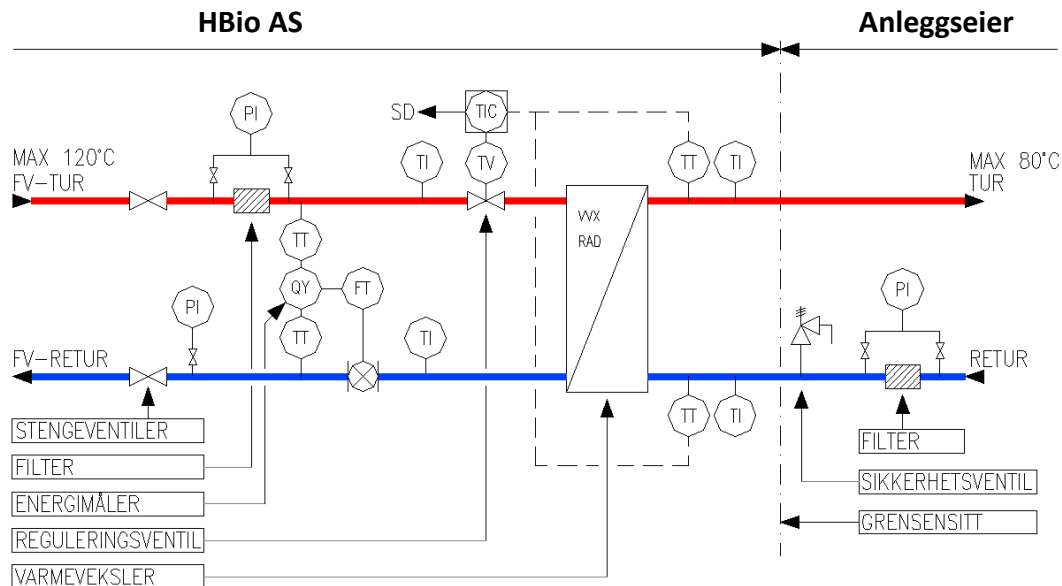 HBio AS
Anleggseier
SD
TIC
PI
TI
TV
TT
TI
MAX 120°C
FV-TUR
MAX 80°C
TUR
VVX
RAD
TT
QY
FT
TT
PI
TI
PI
FV-RETUR
RETUR
TT
TI
STENGEVENTILER
FILTER
ENERGIMÅLER
REGULERINGSVENTIL
VARMEVEKSLER
FILTER
SIKKERHETSVENTIL
GRENSENSITT